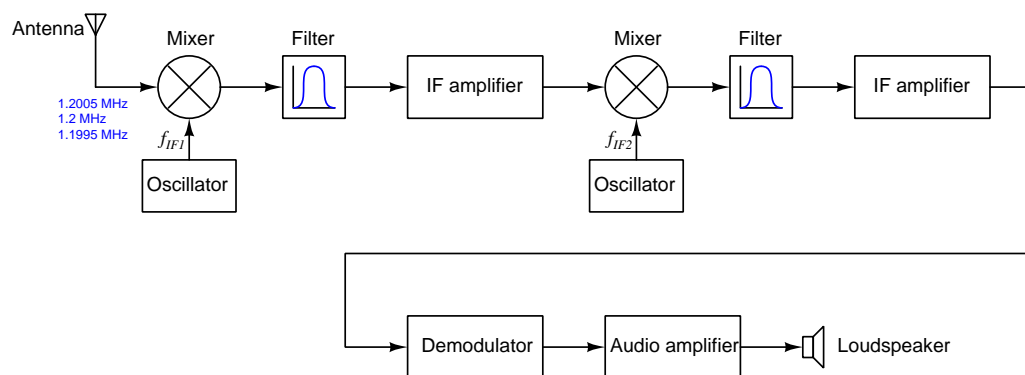 Antenna
Mixer
Filter
IF amplifier
Mixer
Filter
IF amplifier
1.2005 MHz
1.2 MHz
1.1995 MHz
fIF1
Oscillator
fIF2
Oscillator
Demodulator
Audio amplifier
Loudspeaker